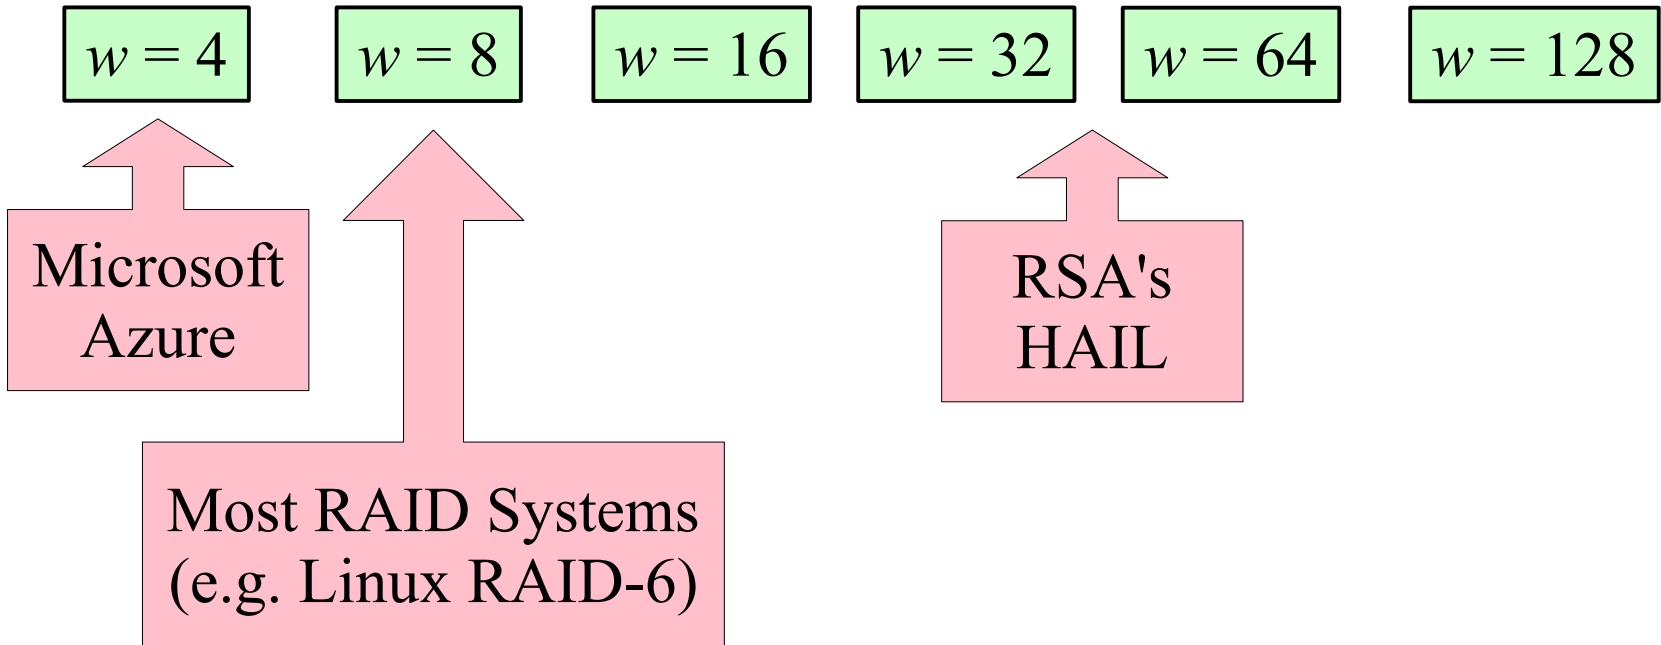 w = 4
w = 8
w = 16
w = 32
w = 64
w = 128
Microsoft
Azure
RSA's
HAIL
Most RAID Systems
(e.g. Linux RAID-6)